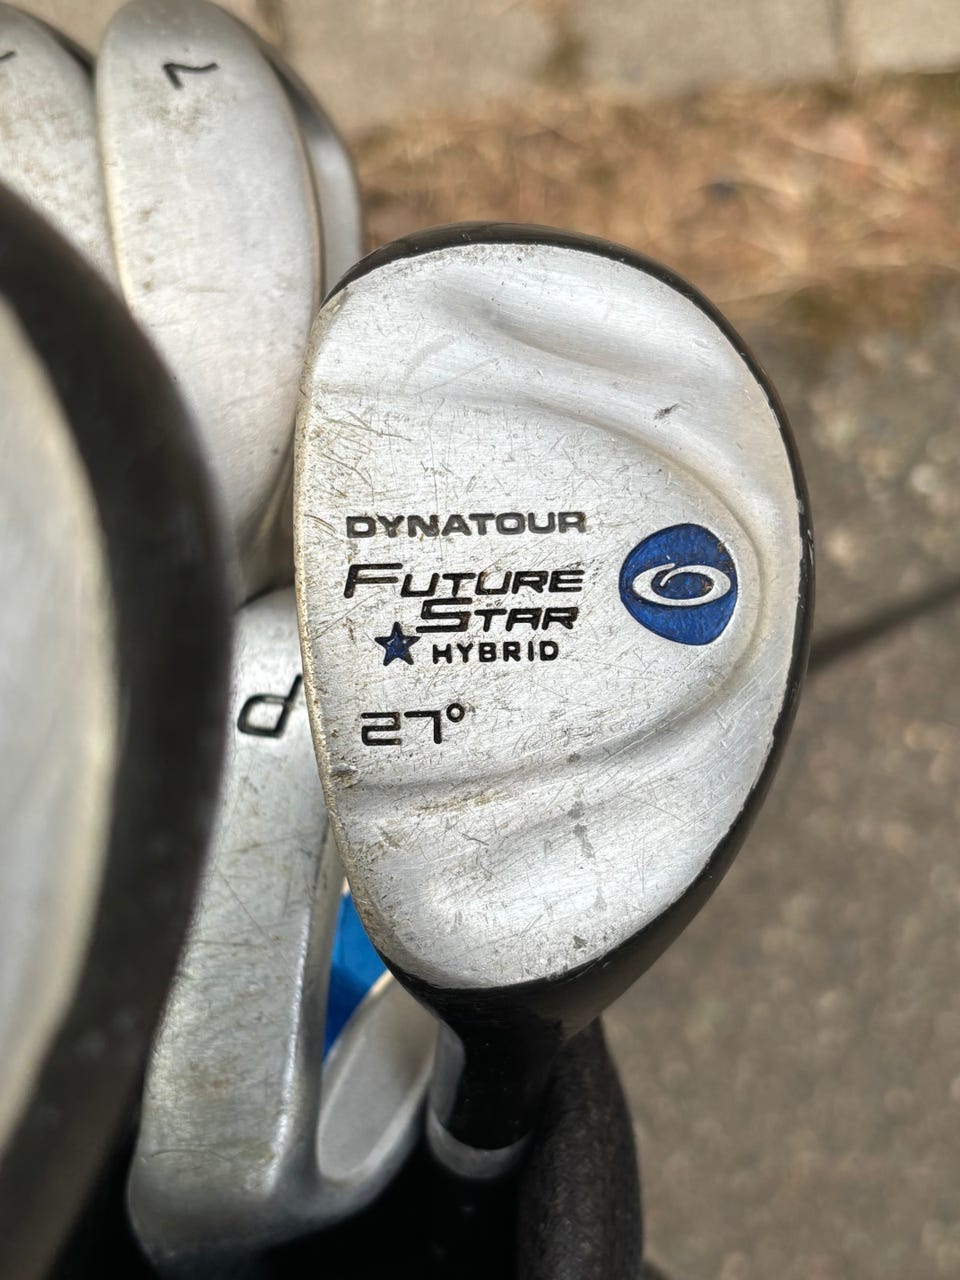 7
DYNATOUR
FUTURE
STAR
HYBRID
27°
P